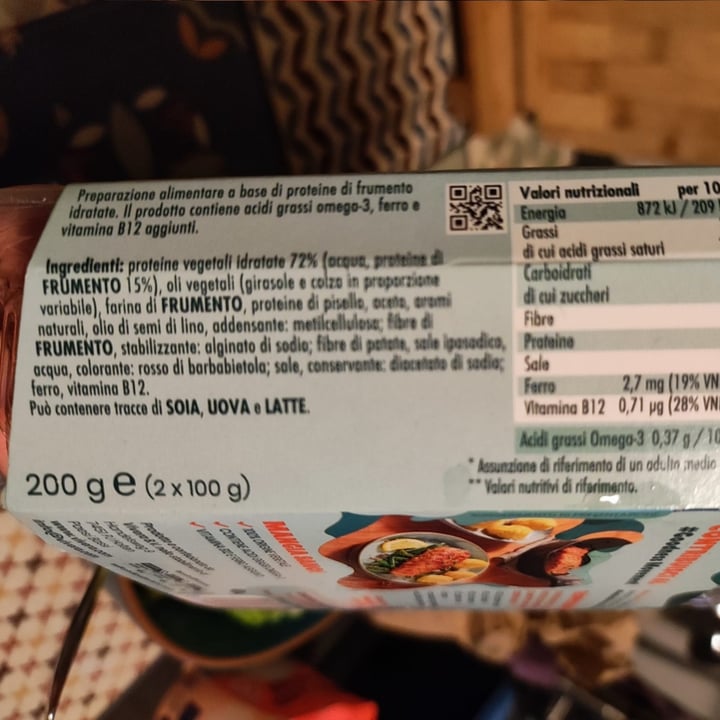 Preparazione alimentare a base di proteine di frumento
idratate. Il prodotto contiene acidi grassi omega-3, ferro e
vitamina B12 aggiunti.
Ingredienti: proteine vegetali idratate 72% (acqua, proteine di
FRUMENTO 15%), oli vegetali (girasole e colza in proporzione
variabile), farina di FRUMENTO, proteine di pisello, aceto, aromi
naturali, olio di semi di lino, addensante: metilcellulosa; fibre di
FRUMENTO, stabilizzante: alginato di sodio; fibre di patate, sale iposodico,
acqua, colorante: rosso di barbabietola; sale, conservante: diacetato di sodio;
ferro, vitamina B12.
Può contenere tracce di SOIA, UOVA e LATTE.
200 g e (2 x 100 g)
Valori nutrizionali per 10
Energia 872 kJ / 209
Grassi
di cui acidi grassi saturi
Carboidrati
di cui zuccheri
Fibre
Proteine
Sale
Ferro 2,7 mg (19% VN
Vitamina B12 0,71 µg (28% VN
Acidi grassi Omega-3 0,37 g / 10
* Assunzione di riferimento di un adulto medio
** Valori nutritivi di riferimento.